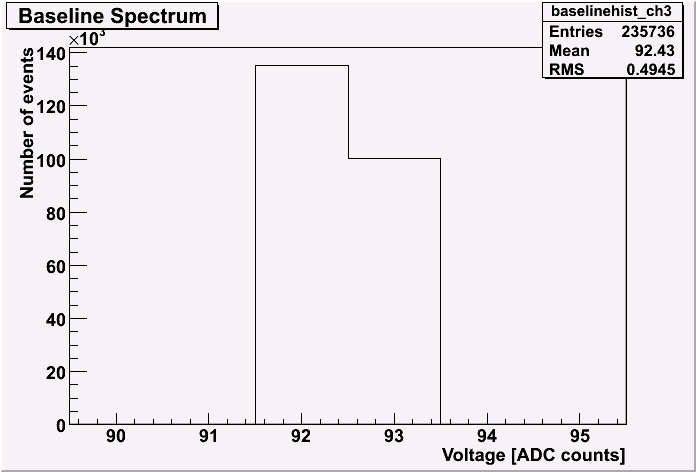 Baseline Spectrum
baselinehist_ch3
Entries 235736
Mean 92.43
RMS 0.4945
×10³
Number of events
140
120
100
80
60
40
20
0
90 91 92 93 94 95
Voltage [ADC counts]